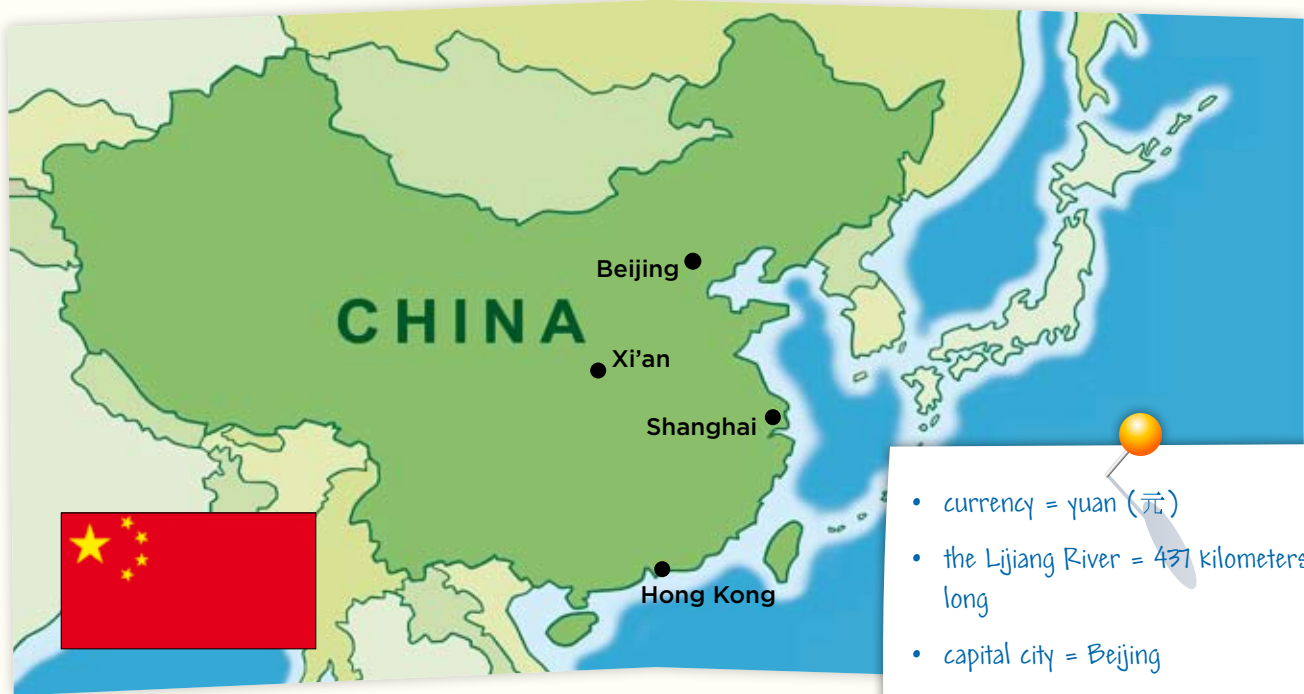 Beijing
CHINA
Xi'an
Shanghai
Hong Kong
• currency = yuan (元)
• the Lijiang River = 437 kilometers
long
• capital city = Beijing